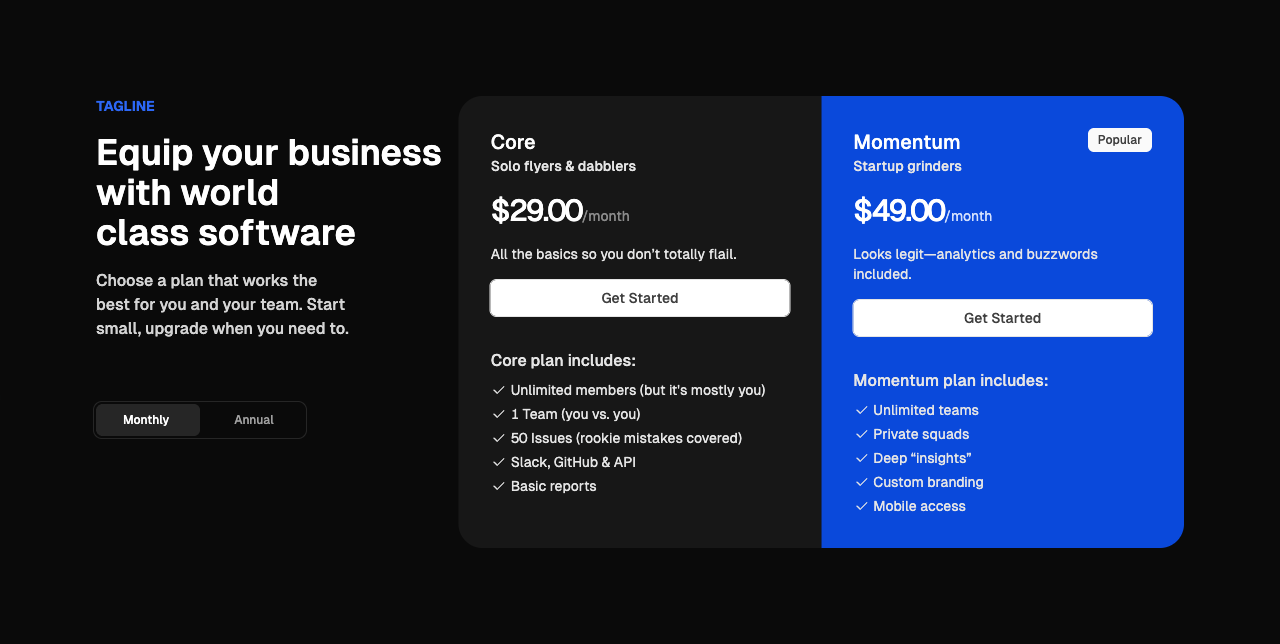 TAGLINE
Equip your business
with world
class software
Choose a plan that works the
best for you and your team. Start
small, upgrade when you need to.
Monthly
Annual
Core
Solo flyers & dabblers
$29.00/month
All the basics so you don’t totally flail.
Get Started
Core plan includes:
Unlimited members (but it's mostly you)
1 Team (you vs. you)
50 Issues (rookie mistakes covered)
Slack, GitHub & API
Basic reports
Momentum
Popular
Startup grinders
$49.00/month
Looks legit—analytics and buzzwords
included.
Get Started
Momentum plan includes:
Unlimited teams
Private squads
Deep “insights”
Custom branding
Mobile access